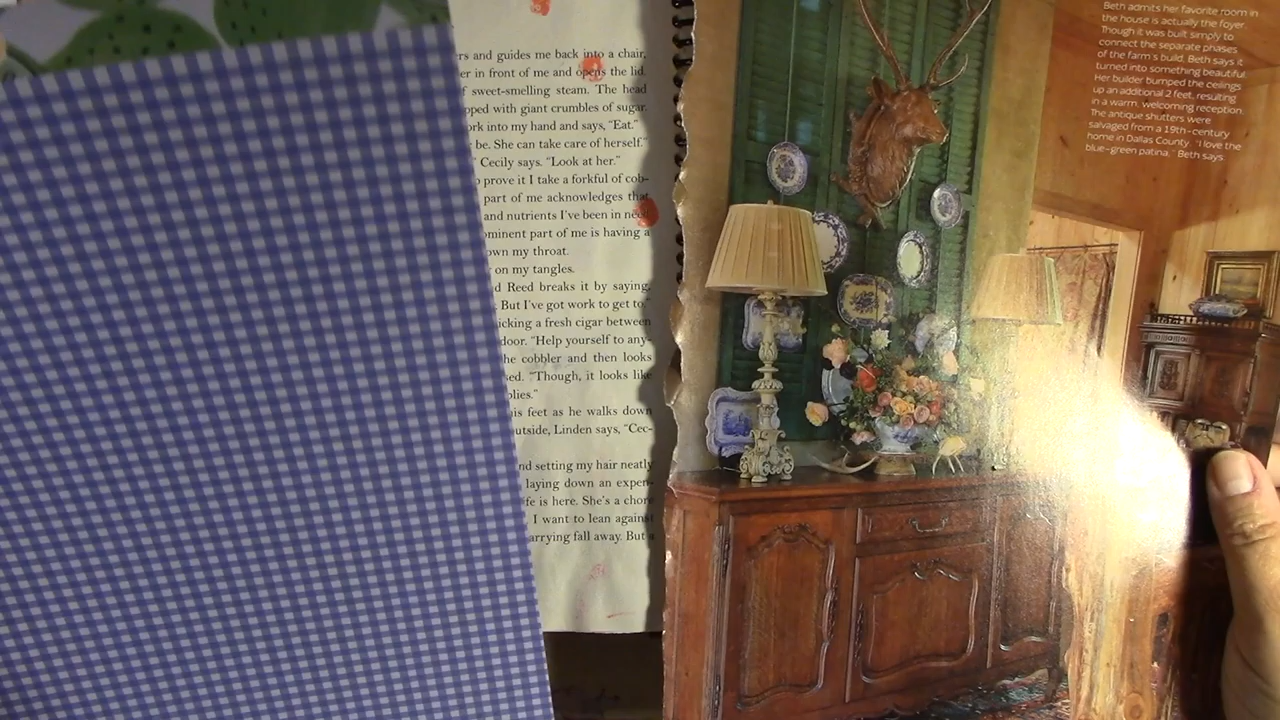 rs and guides me back into a chair,
er in front of me and opens the lid.
f sweet-smelling steam. The head
pped with giant crumbles of sugar.
ork into my hand and says, “Eat.”
be. She can take care of herself.”
” Cecily says. “Look at her.”
o prove it I take a forkful of cob-
part of me acknowledges that
and nutrients I've been in need
ominent part of me is having a
own my throat.
on my tangles.
d Reed breaks it by saying,
But I've got work to get to,”
icking a fresh cigar between
door. “Help yourself to any-
he cobbler and then looks
sed. “Though, it looks like
plies.”
is feet as he walks down
utside, Linden says, “Cec-
nd setting my hair neatly
laying down an expen-
fe is here. She's a chore
I want to lean against
arrying fall away. But a
Beth admits her favorite room in
the house is actually the foyer.
Though it was built simply to
connect the separate phases
of the farm's build, Beth says it
turned into something beautiful.
Her builder bumped the ceilings
up an additional 2 feet, resulting
in a warm, welcoming reception.
The antique shutters were
salvaged from a 19th-century
home in Dallas County. “I love the
blue-green patina,” Beth says.